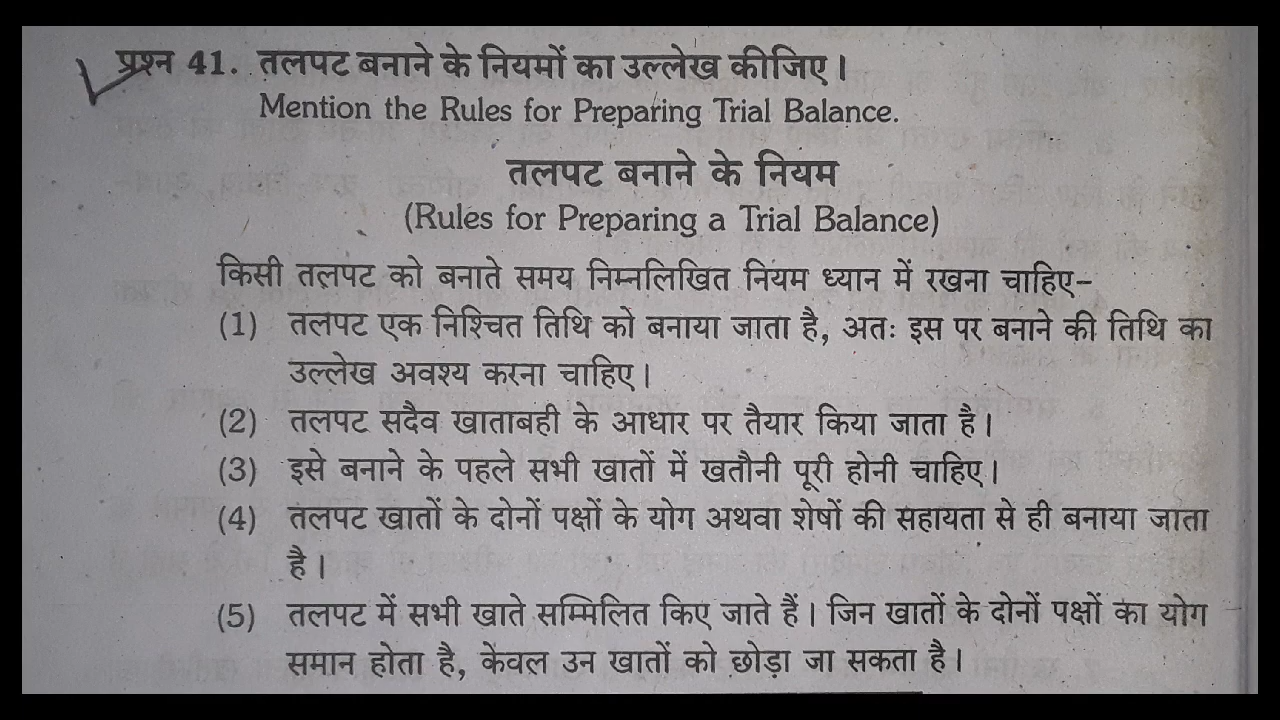 प्रश्न 41. तलपट बनाने के नियमों का उल्लेख कीजिए।
Mention the Rules for Preparing Trial Balance.
तलपट बनाने के नियम
(Rules for Preparing a Trial Balance)
किसी तलपट को बनाते समय निम्नलिखित नियम ध्यान में रखना चाहिए-
(1) तलपट एक निश्चित तिथि को बनाया जाता है, अतः इस पर बनाने की तिथि का
उल्लेख अवश्य करना चाहिए।
(2) तलपट सदैव खाताबही के आधार पर तैयार किया जाता है।
(3) इसे बनाने के पहले सभी खातों में खतौनी पूरी होनी चाहिए।
(4) तलपट खातों के दोनों पक्षों के योग अथवा शेषों की सहायता से ही बनाया जाता
है।
(5) तलपट में सभी खाते सम्मिलित किए जाते हैं। जिन खातों के दोनों पक्षों का योग
समान होता है, केवल उन खातों को छोड़ा जा सकता है।